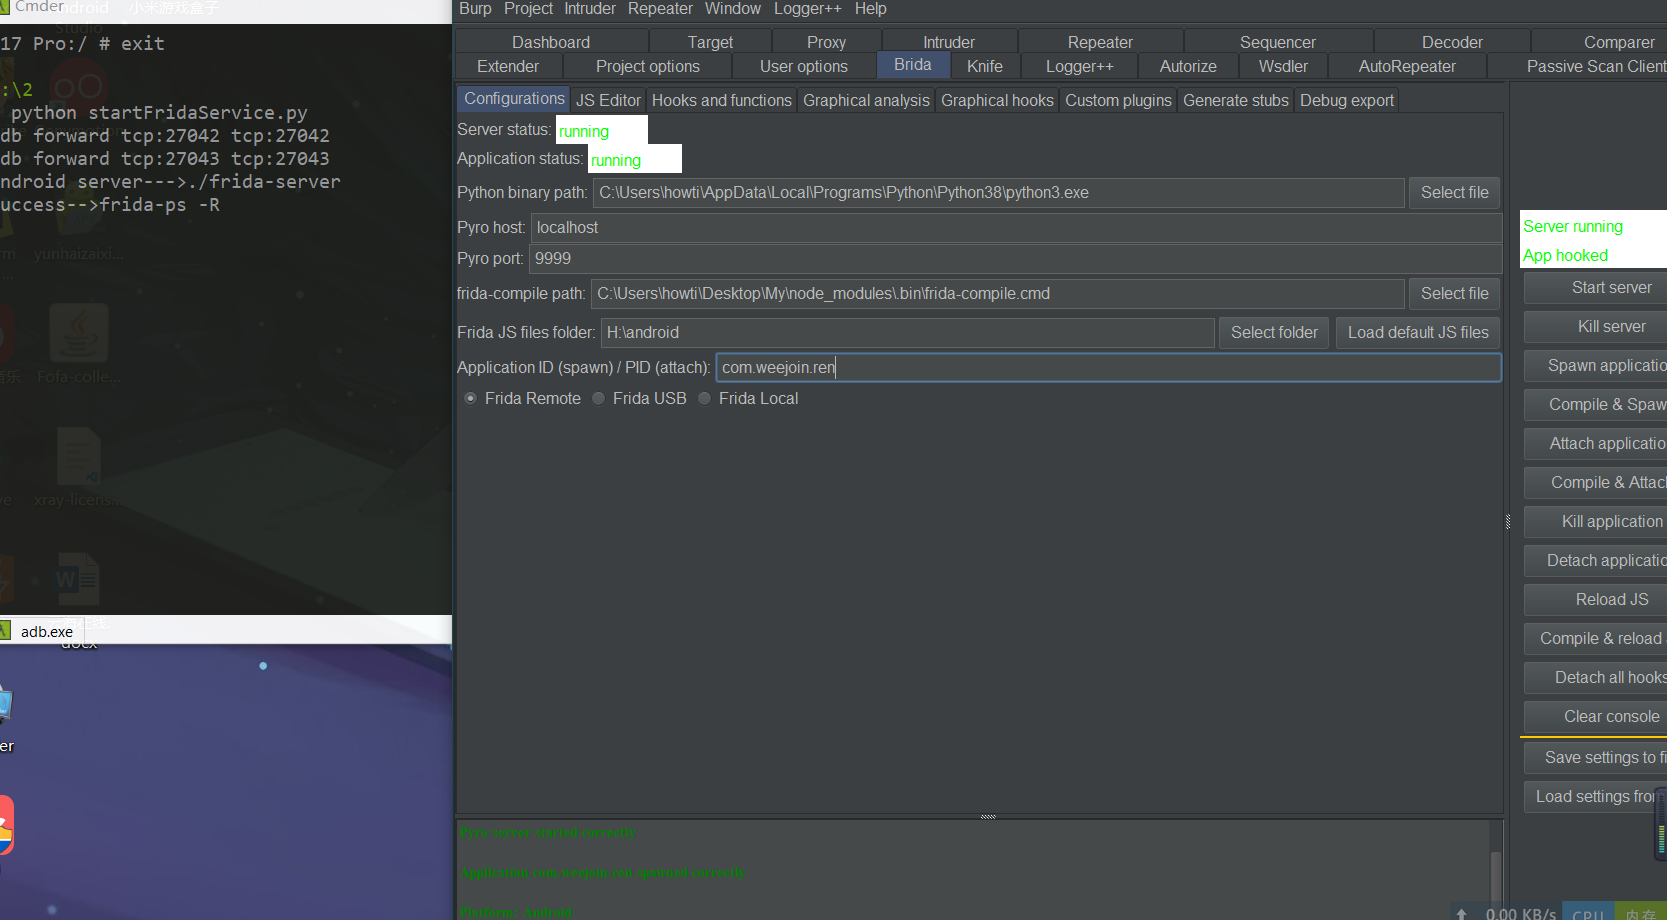 Cmder
小米游戏盒子
17 Pro:/ # exit
:\2
python startFridaService.py
db forward tcp:27042 tcp:27042
db forward tcp:27043 tcp:27043
ndroid server--->./frida-server
uccess-->frida-ps -R
yunhaizaixi...
Fofa-colle...
xray-licens...
adb.exe
docx
er
Burp Project Intruder Repeater Window Logger++ Help
Dashboard Target Proxy Intruder Repeater Sequencer Decoder Comparer
Extender Project options User options Brida Knife Logger++ Autorize Wsdler AutoRepeater Passive Scan Client
Configurations JS Editor Hooks and functions Graphical analysis Graphical hooks Custom plugins Generate stubs Debug export
Server status: running
Application status: running
Python binary path: C:\Users\howti\AppData\Local\Programs\Python\Python38\python3.exe Select file
Pyro host: localhost
Pyro port: 9999
frida-compile path: C:\Users\howti\Desktop\My\node_modules\.bin\frida-compile.cmd Select file
Frida JS files folder: H:\android Select folder Load default JS files
Application ID (spawn) / PID (attach): com.weejoin.ren
Frida Remote Frida USB Frida Local
Server running
App hooked
Start server
Kill server
Spawn applicatio
Compile & Spaw
Attach applicatio
Compile & Attac
Kill application
Detach applicatio
Reload JS
Compile & reload
Detach all hooks
Clear console
Save settings to fi
Load settings fro
Pyro server started correctly
Application com.weejoin.ren spawned correctly
Platform: Android
0.00 KB/s CPU 内存